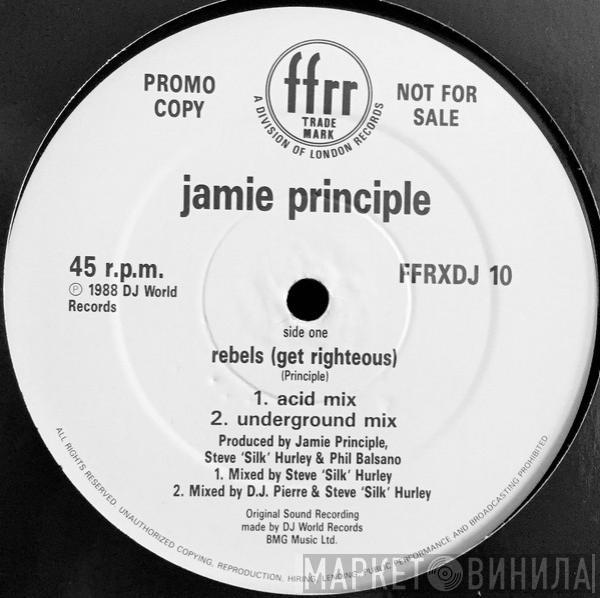 PROMO
COPY
ffrr
TRADE
MARK
A DIVISION OF LONDON RECORDS
NOT FOR
SALE
jamie principle
45 r.p.m.
℗ 1988 DJ World
Records
FFRXDJ 10
side one
rebels (get righteous)
(Principle)
1. acid mix
2. underground mix
Produced by Jamie Principle,
Steve 'Silk' Hurley & Phil Balsano
1. Mixed by Steve 'Silk' Hurley
2. Mixed by D.J. Pierre & Steve 'Silk' Hurley
Original Sound Recording
made by DJ World Records
BMG Music Ltd.
ALL RIGHTS RESERVED. UNAUTHORIZED COPYING, REPRODUCTION, HIRING, LENDING, PUBLIC PERFORMANCE AND BROADCASTING PROHIBITED
МАРКЕТ ВИНИЛА